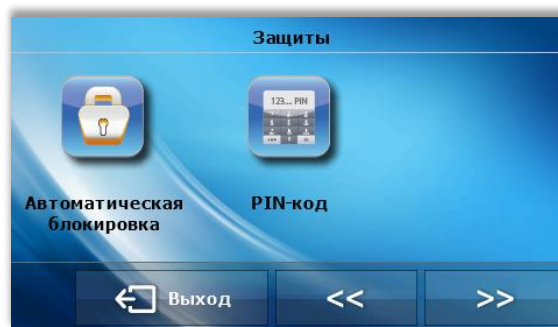 Защиты
123... PIN
Автоматическая
блокировка
PIN-код
Выход
<<
>>